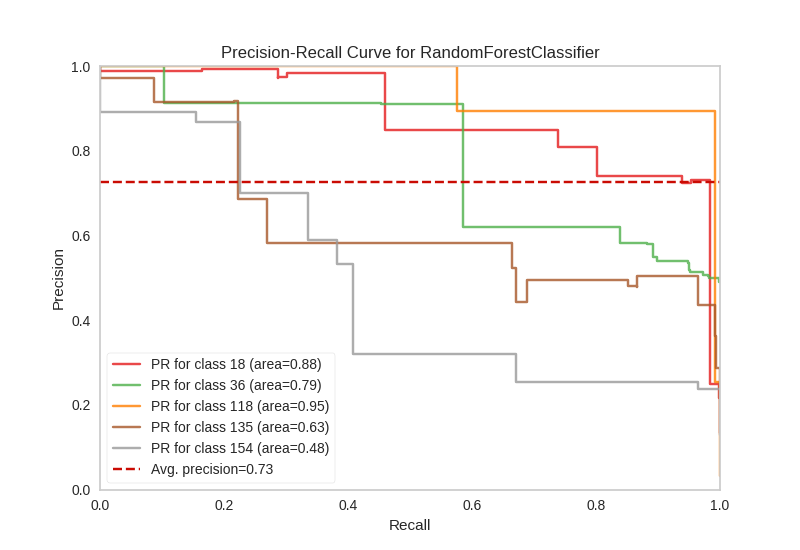 Precision-Recall Curve for RandomForestClassifier
1.0
0.8
0.6
0.4
0.2
0.0
Precision
PR for class 18 (area=0.88)
PR for class 36 (area=0.79)
PR for class 118 (area=0.95)
PR for class 135 (area=0.63)
PR for class 154 (area=0.48)
Avg. precision=0.73
0.0 0.2 0.4 0.6 0.8 1.0
Recall